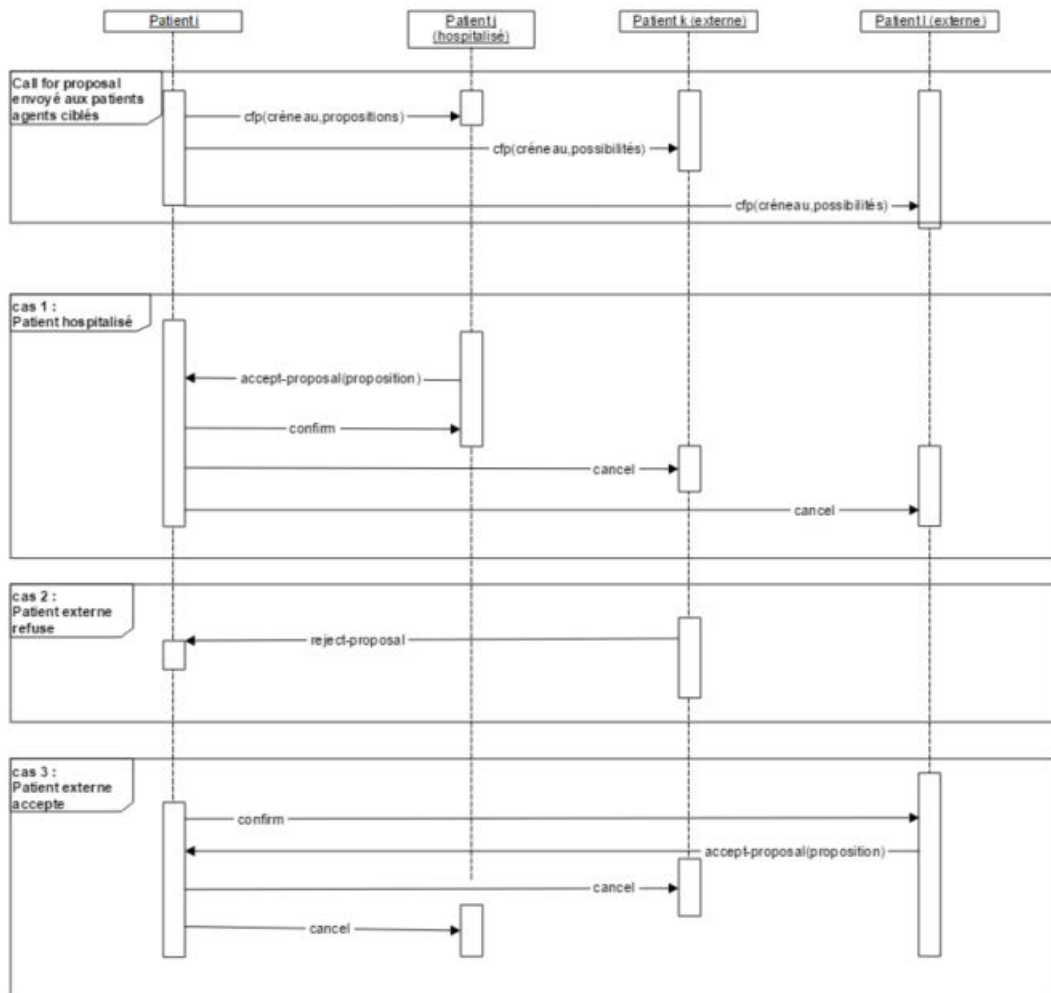 Patient i
Patient j
(hospitalisé)
Patient k (externe)
Patient l (externe)
Call for proposal
envoyé aux patients
agents ciblés
cfp(créneau,propositions)
cfp(créneau,possibilités)
cfp(créneau,possibilités)
cas 1 :
Patient hospitalisé
accept-proposal(proposition)
confirm
cancel
cancel
cas 2 :
Patient externe
refuse
reject-proposal
cas 3 :
Patient externe
accepte
confirm
accept-proposal(proposition)
cancel
cancel